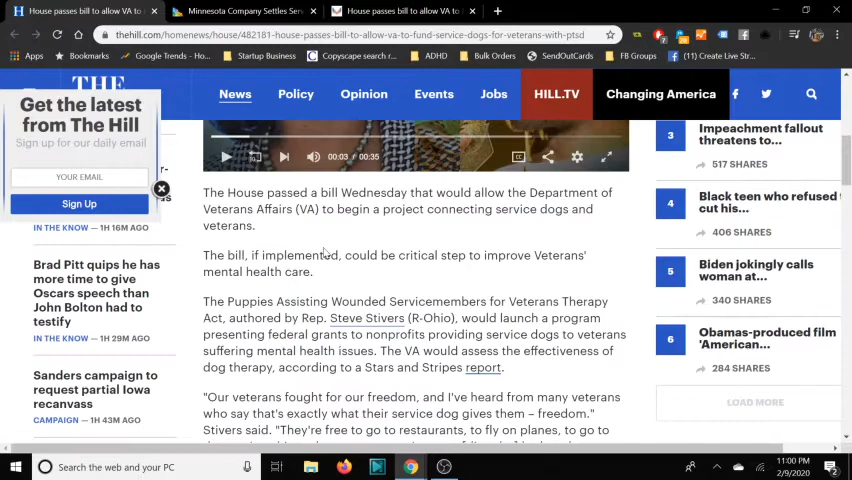 House passes bill to allow VA to
Minnesota Company Settles Serv
House passes bill to allow VA to
thehill.com/homenews/house/482181-house-passes-bill-to-allow-va-to-fund-service-dogs-for-veterans-with-ptsd
Apps
Bookmarks
Google Trends - Ho...
Startup Business
Copyscape search r...
ADHD
Bulk Orders
SendOutCards
FB Groups
(11) Create Live Str...
THE
News
Policy
Opinion
Events
Jobs
HILL.TV
Changing America
Get the latest
from The Hill
Sign up for our daily email
YOUR EMAIL
Sign Up
IN THE KNOW — 1H 16M AGO
Brad Pitt quips he has
more time to give
Oscars speech than
John Bolton had to
testify
IN THE KNOW — 1H 29M AGO
Sanders campaign to
request partial Iowa
recanvass
CAMPAIGN — 1H 43M AGO
00:03 / 00:35
The House passed a bill Wednesday that would allow the Department of
Veterans Affairs (VA) to begin a project connecting service dogs and
veterans.
The bill, if implemented, could be critical step to improve Veterans'
mental health care.
The Puppies Assisting Wounded Servicemembers for Veterans Therapy
Act, authored by Rep. Steve Stivers (R-Ohio), would launch a program
presenting federal grants to nonprofits providing service dogs to veterans
suffering mental health issues. The VA would assess the effectiveness of
dog therapy, according to a Stars and Stripes report.
"Our veterans fought for our freedom, and I've heard from many veterans
who say that's exactly what their service dog gives them – freedom."
Stivers said. "They're free to go to restaurants, to fly on planes, to go to
3
Impeachment fallout
threatens to...
517 SHARES
4
Black teen who refused
cut his...
406 SHARES
5
Biden jokingly calls
woman at...
340 SHARES
6
Obamas-produced film
'American...
284 SHARES
LOAD MORE
Search the web and your PC
11:00 PM
2/9/2020